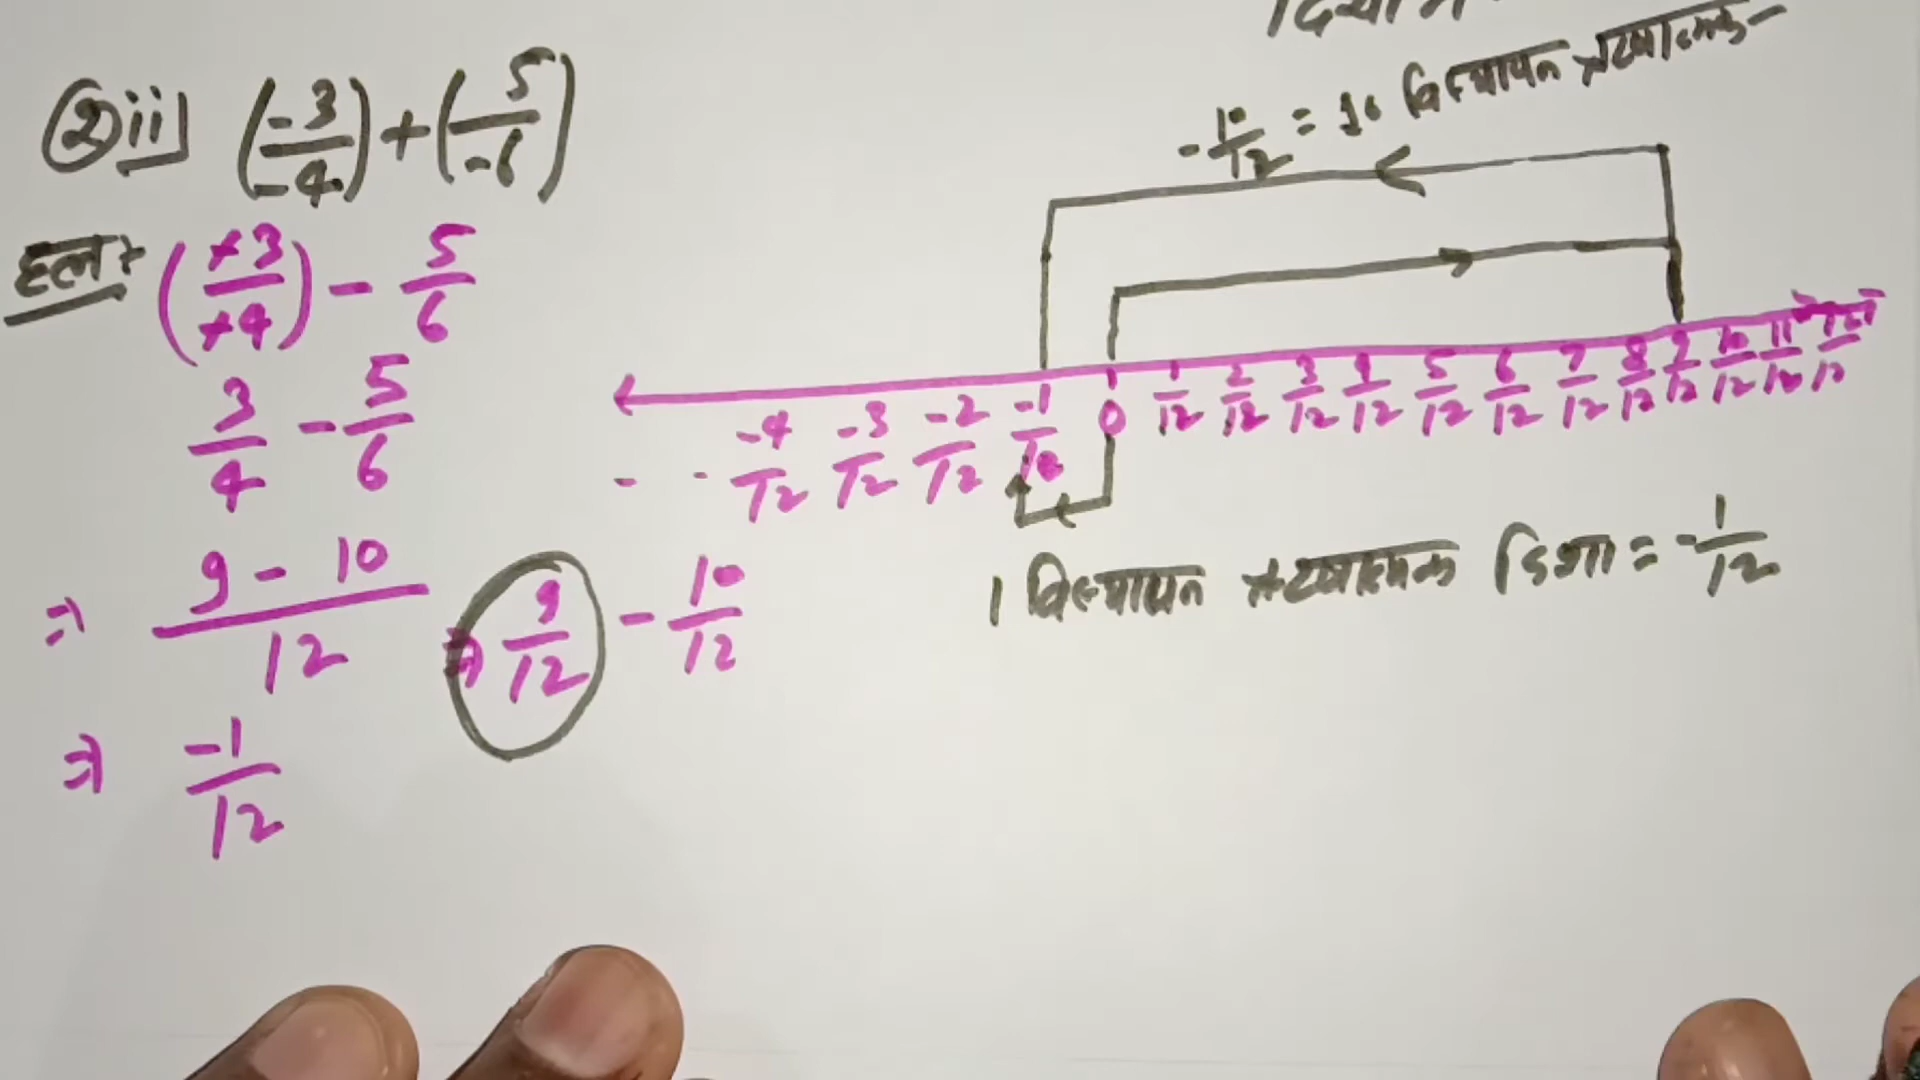 ② ii] (-3/-4) + (5/-6)
हल:- (+3/+4) - 5/6
3/4 - 5/6
⇒ 9 - 10/12 ⇒ 9/12 - 10/12
⇒ -1/12
-10/12 = 10 विस्थापन ऋणात्मक
-4/12 -3/12 -2/12 -1/12 0 1/12 2/12 3/12 4/12 5/12 6/12 7/12 8/12 9/12 10/12 11/12 12/12
1 विस्थापन ऋणात्मक दिशा = -1/12